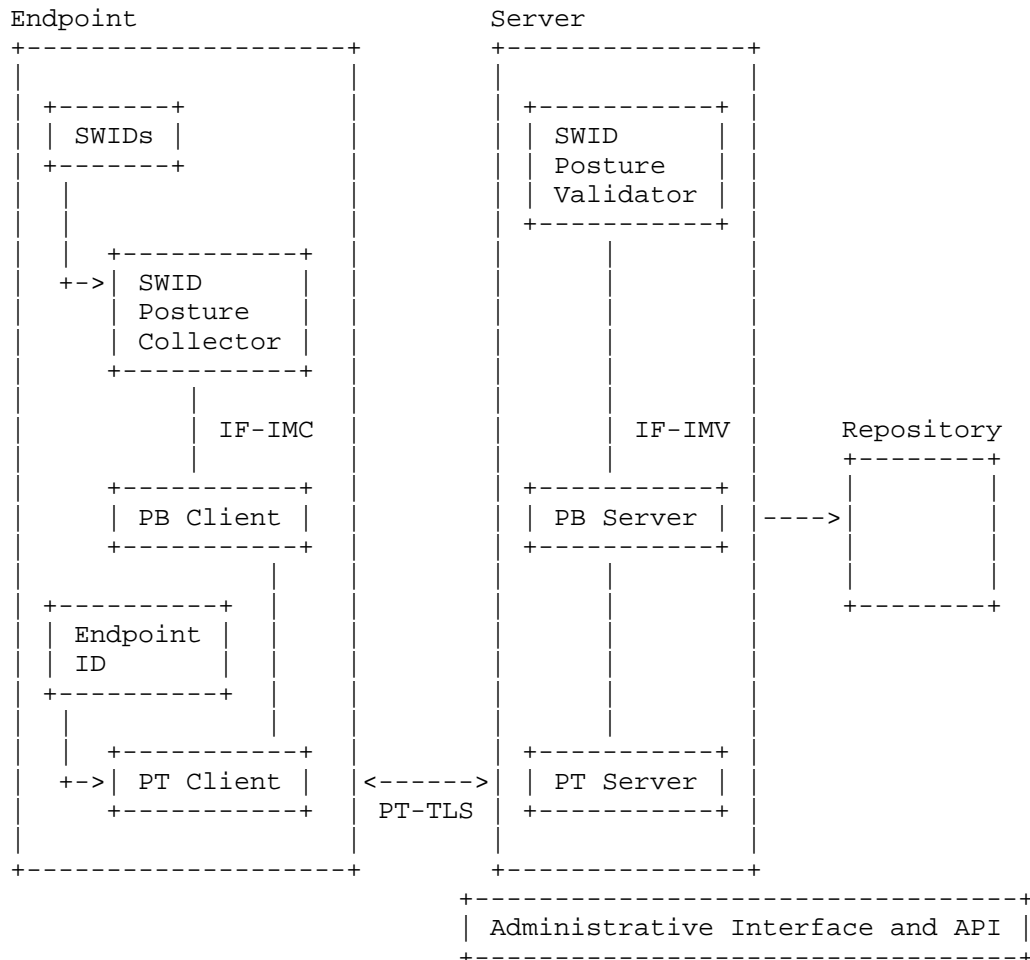 Endpoint Server
SWIDs SWID
Posture
Validator
SWID
Posture
Collector
IF-IMC IF-IMV Repository
PB Client PB Server
Endpoint
ID
PT Client PT Server
PT-TLS
Administrative Interface and API